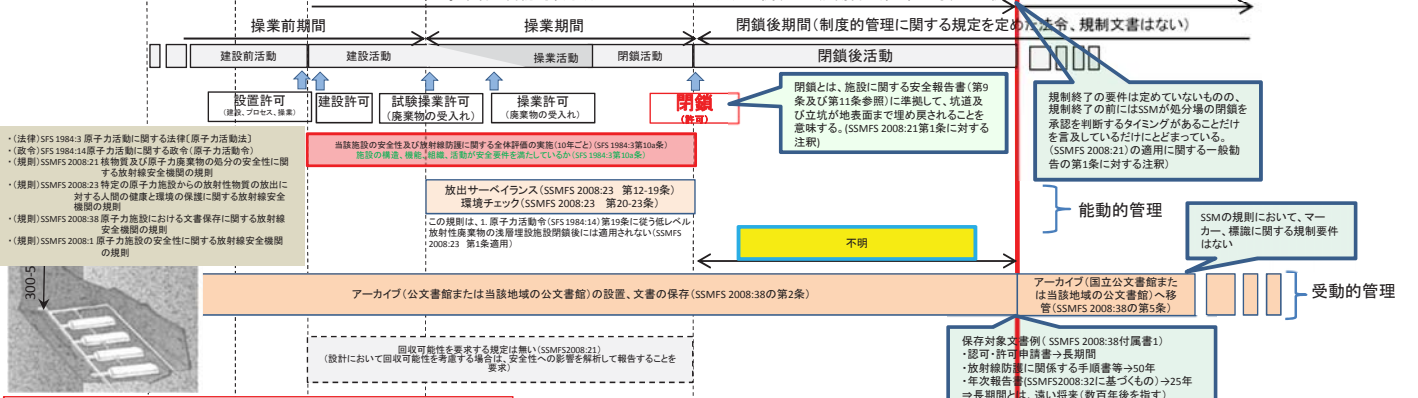 操業前期間
操業期間
閉鎖後期間(制度的管理に関する規定を定めた法令、規制文書はない)
建設前活動
建設活動
操業活動
閉鎖活動
閉鎖後活動
設置許可
(建設、プロセス、操業)
建設許可
試験操業許可
(廃棄物の受入れ)
操業許可
(廃棄物の受入れ)
閉鎖
(許可)
閉鎖とは、施設に関する安全報告書(第9
条及び第11条参照)に準拠して、坑道及
び立坑が地表面まで埋め戻されることを
意味する。(SSMFS 2008:21第1条に対する
注釈)
規制終了の要件は定めていないものの、
規制終了の前にはSSMが処分場の閉鎖を
承認を判断するタイミングがあることだけ
を言及しているだけにとどまっている。
(SSMFS 2008:21)の適用に関する一般勧
告の第1条に対する注釈)
・(法律)SFS 1984:3 原子力活動に関する法律[原子力活動法]
・(政令)SFS 1984:14原子力活動に関する政令(原子力活動令)
・(規則)SSMFS 2008:21 核物質及び原子力廃棄物の処分の安全性に関
する放射線安全機関の規則
・(規則)SSMFS 2008:23 特定の原子力施設からの放射性物質の放出に
対する人間の健康と環境の保護に関する放射線安全
機関の規則
・(規則)SSMFS 2008:38 原子力施設における文書保存に関する放射線
安全機関の規則
・(規則)SSMFS 2008:1 原子力施設の安全性に関する放射線安全機関
の規則
当該施設の安全性及び放射線防護に関する全体評価の実施(10年ごと)(SFS 1984:3第10a条)
施設の構造、機能、組織、活動が安全要件を満たしているか(SFS 1984:3第10a条)
放出サーベイランス(SSMFS 2008:23 第12-19条)
環境チェック(SSMFS 2008:23 第20-23条)
この規則は、1. 原子力活動令(SFS 1984:14)第19条に従う低レベル
放射性廃棄物の浅層埋設施設閉鎖後には適用されない(SSMFS
2008:23 第1条適用)
能動的管理
SSMの規則において、マー
カー、標識に関する規制要件
はない
不明
300-5
アーカイブ(公文書館または当該地域の公文書館)の設置、文書の保存(SSMFS 2008:38の第2条)
アーカイブ(国立公文書館また
は当該地域の公文書館)へ移
管(SSMFS 2008:38の第5条)
受動的管理
回収可能性を要求する規定は無い(SSMFS2008:21)
(設計において回収可能性を考慮する場合は、安全性への影響を解析して報告することを
要求)
保存対象文書例( SSMFS 2008:38付属書1)
・認可・許可申請書→長期間
・放射線防護に関係する手順書等→50年
・年次報告書(SSMFS2008:32に基づくもの)→25年
⇒長期間とは、遠い将来(数百年後を指す)